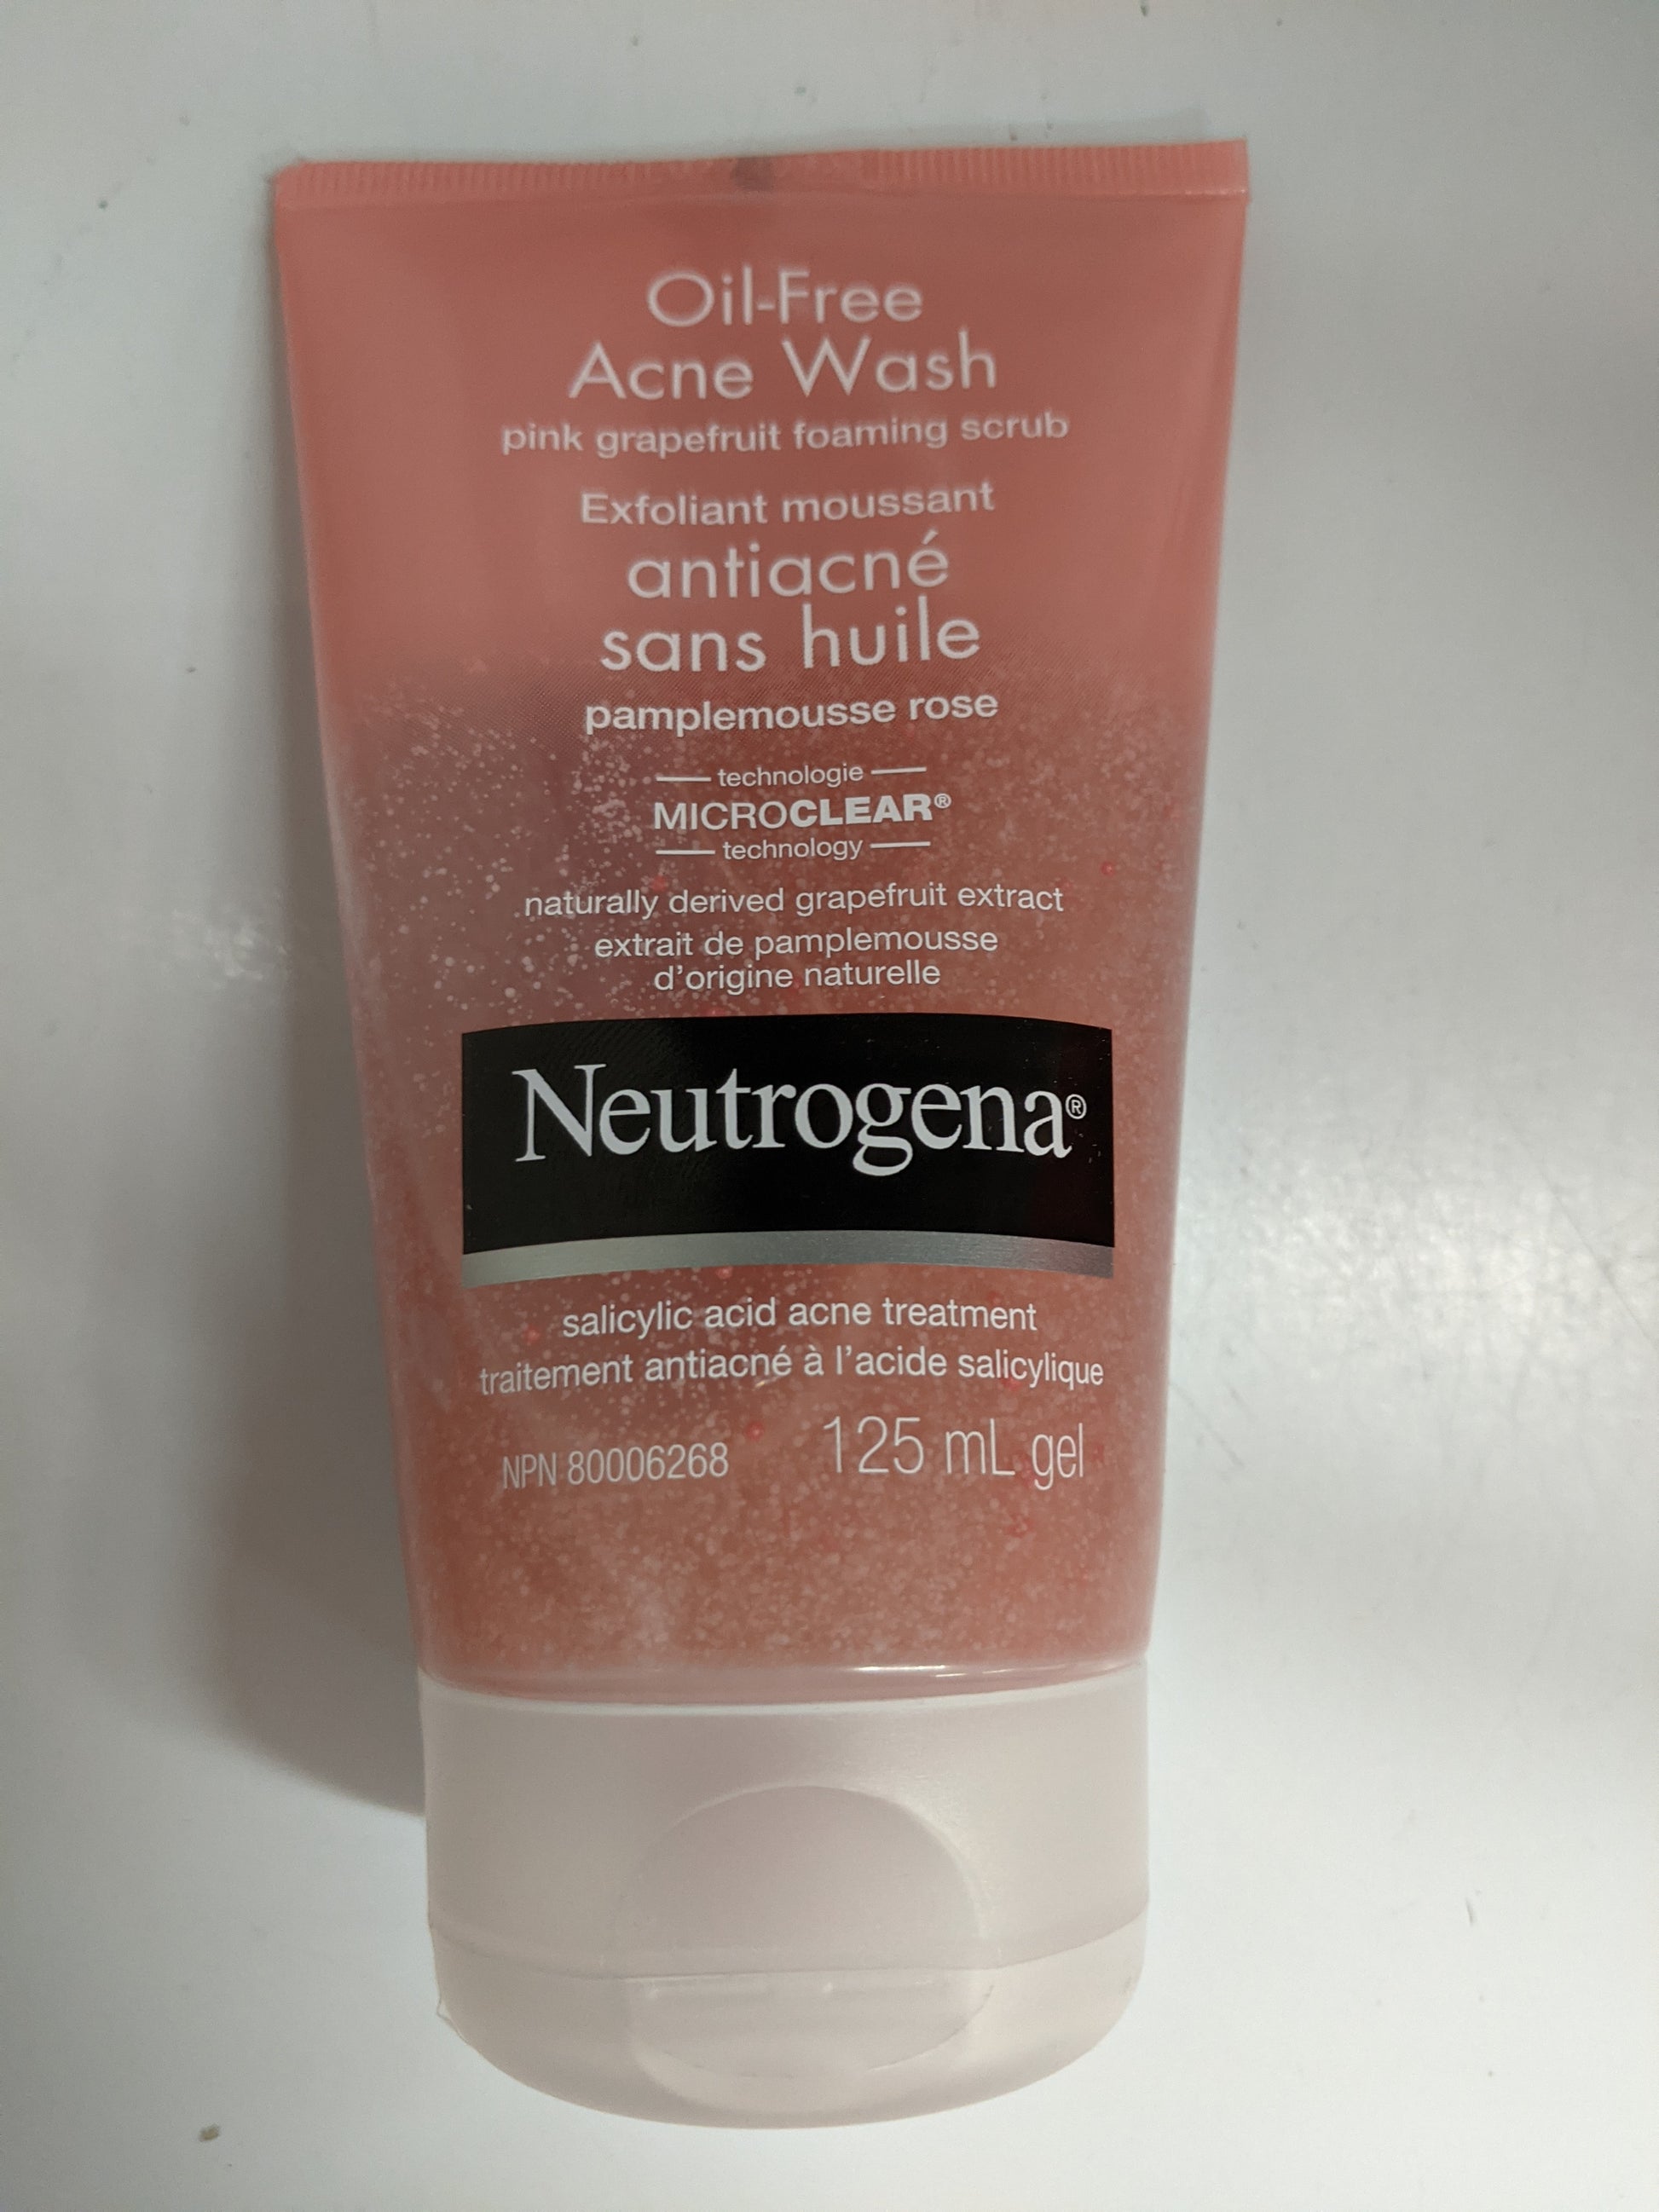 Oil-Free
Acne Wash
pink grapefruit foaming scrub
Exfoliant moussant
antiacné
sans huile
pamplemousse rose
technologie
MICROCLEAR®
technology
naturally derived grapefruit extract
extrait de pamplemousse
d'origine naturelle
Neutrogena®
salicylic acid acne treatment
traitement antiacné à l'acide salicylique
NPN 80006268 125 mL gel